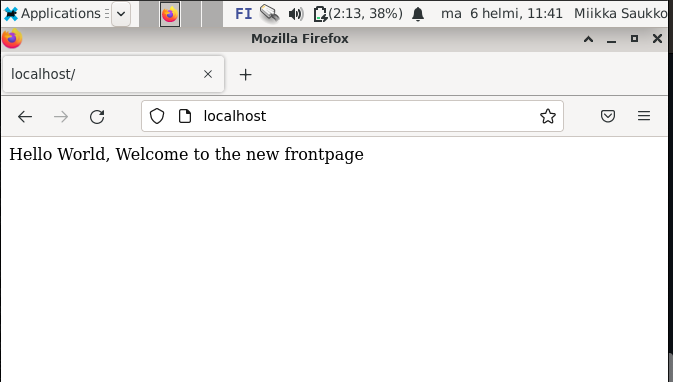 Applications
FI (2:13, 38%) ma 6 helmi, 11:41 Miikka Saukko
Mozilla Firefox
localhost/
localhost
Hello World, Welcome to the new frontpage